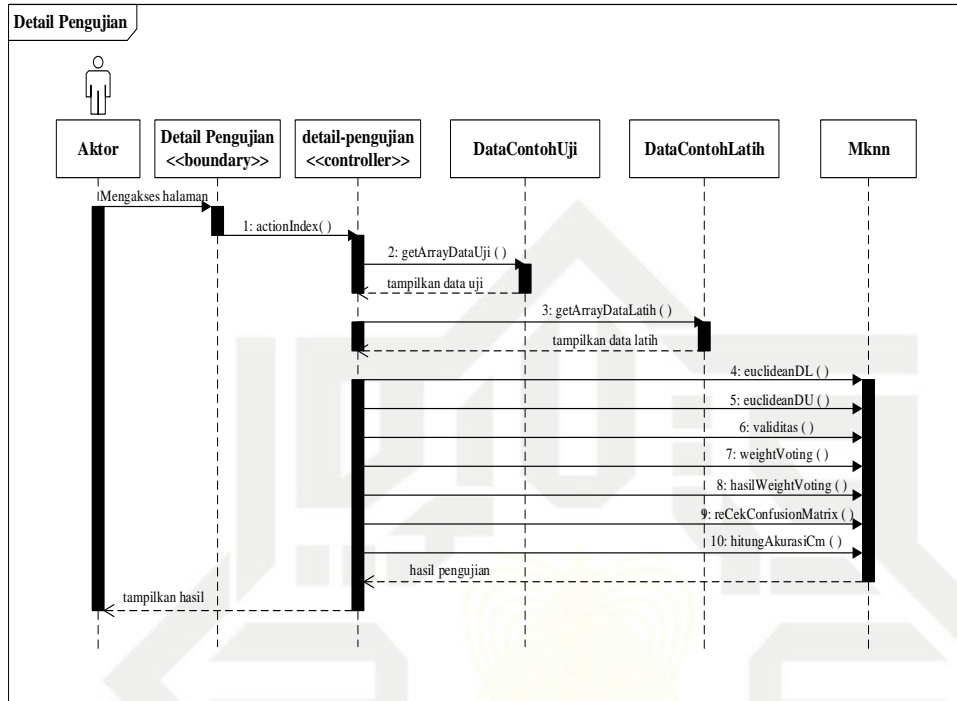 Detail Pengujian
Aktor
Detail Pengujian
<<boundary>>
detail-pengujian
<<controller>>
DataContohUji
DataContohLatih
Mknn
Mengakses halaman
1: actionIndex( )
2: getArrayDataUji ( )
tampilkan data uji
3: getArrayDataLatih ( )
tampilkan data latih
4: euclideanDL ( )
5: euclideanDU ( )
6: validitas ( )
7: weightVoting ( )
8: hasilWeightVoting ( )
9: reCekConfusionMatrix ( )
10: hitungAkurasiCm ( )
hasil pengujian
tampilkan hasil